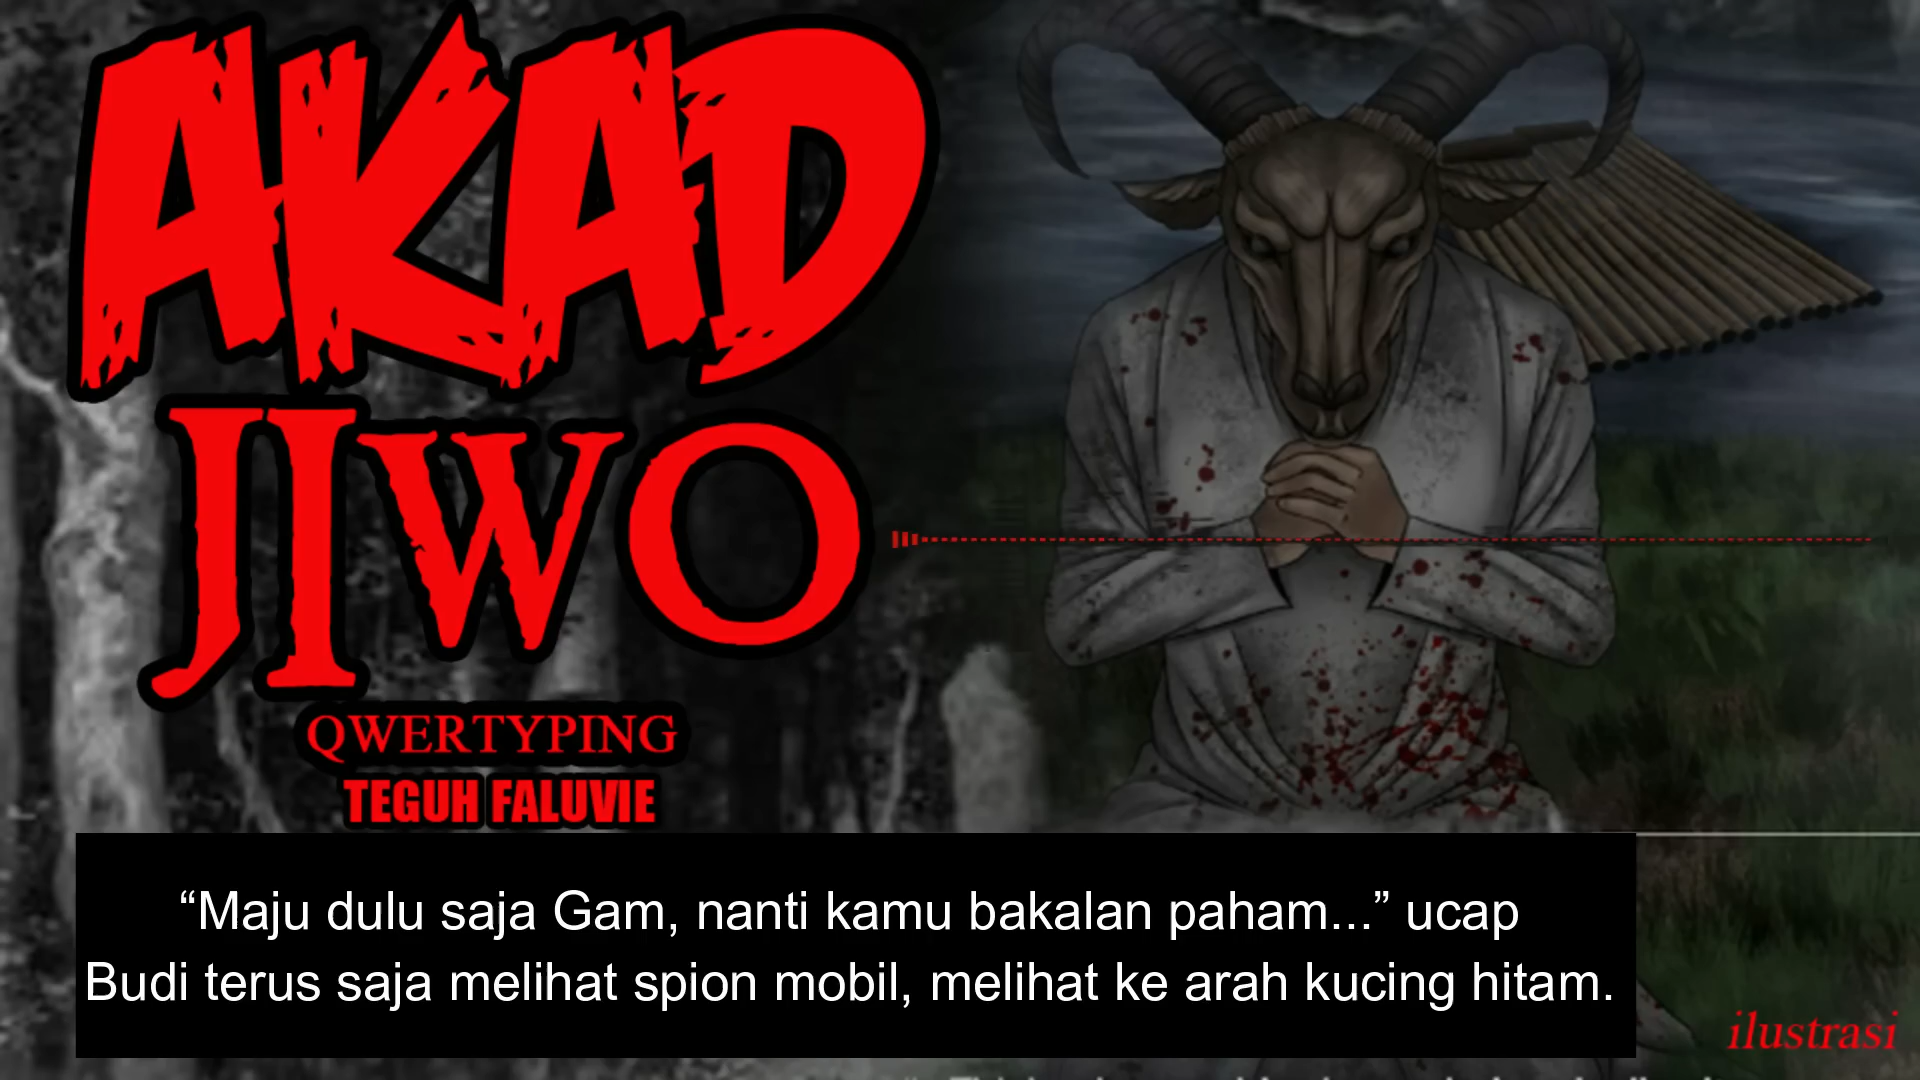 AKAD
JIWO
QWERTYPING
TEGUH FALUVIE
“Maju dulu saja Gam, nanti kamu bakalan paham...” ucap
Budi terus saja melihat spion mobil, melihat ke arah kucing hitam.
ilustrasi